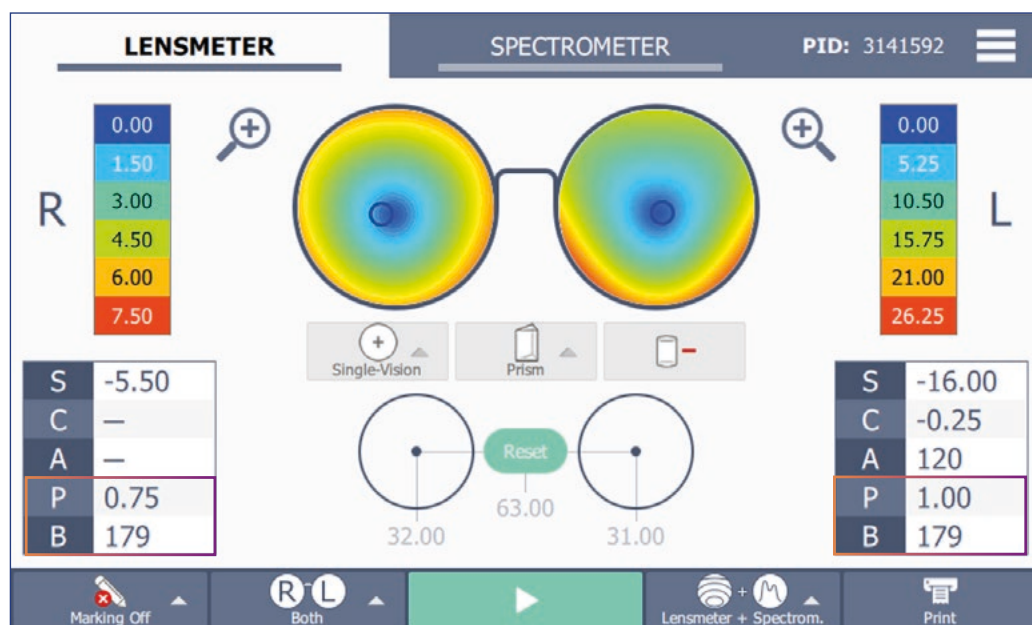 LENSMETER
SPECTROMETER
PID: 3141592
R
0.00
1.50
3.00
4.50
6.00
7.50
0.00
5.25
10.50
15.75
21.00
26.25
L
Single-Vision
Prism
S -5.50
C —
A —
P 0.75
B 179
Reset
63.00
32.00
31.00
S -16.00
C -0.25
A 120
P 1.00
B 179
Marking Off
R-L
Both
Lensmeter + Spectrom.
Print